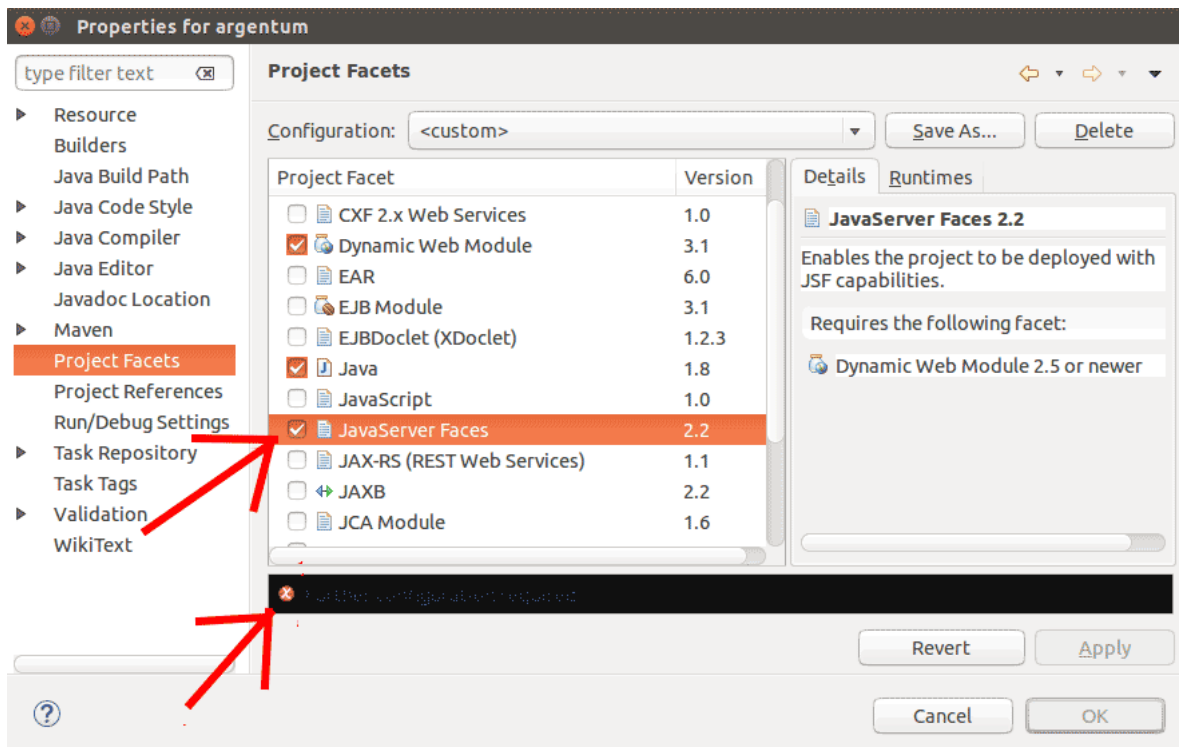 Properties for argentum
type filter text
Project Facets
Resource
Builders
Java Build Path
Java Code Style
Java Compiler
Java Editor
Javadoc Location
Maven
Project Facets
Project References
Run/Debug Settings
Task Repository
Task Tags
Validation
WikiText
Configuration: <custom> Save As... Delete
Project Facet Version
CXF 2.x Web Services 1.0
Dynamic Web Module 3.1
EAR 6.0
EJB Module 3.1
EJBDoclet (XDoclet) 1.2.3
Java 1.8
JavaScript 1.0
JavaServer Faces 2.2
JAX-RS (REST Web Services) 1.1
JAXB 2.2
JCA Module 1.6
Details Runtimes
JavaServer Faces 2.2
Enables the project to be deployed with
JSF capabilities.
Requires the following facet:
Dynamic Web Module 2.5 or newer
Further configuration required
Revert Apply
Cancel OK